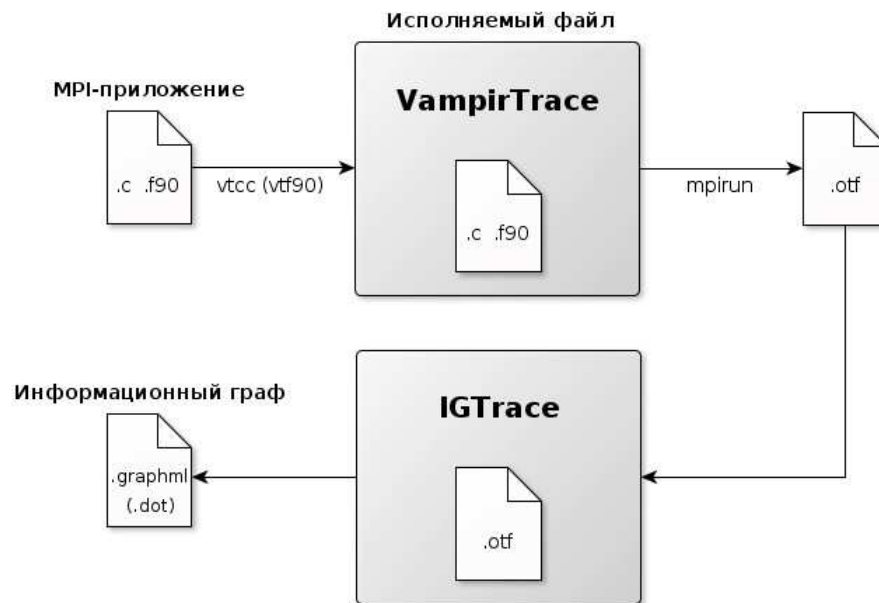 Исполняемый файл
MPI-приложение
VampirTrace
.c .f90
vtcc (vtf90)
.c .f90
mpirun
.otf
Информационный граф
IGTrace
.graphml
(.dot)
.otf